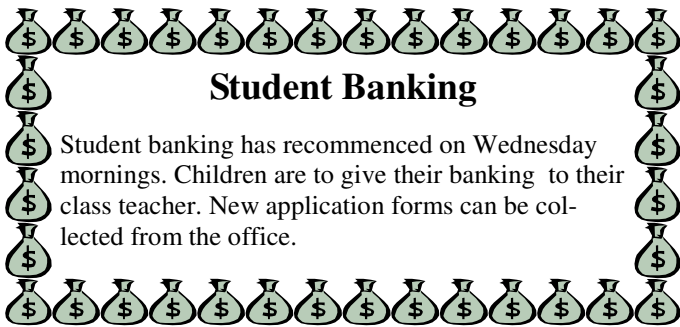 Student Banking
Student banking has recommenced on Wednesday
mornings. Children are to give their banking  to their
class teacher. New application forms can be col-
lected from the office.